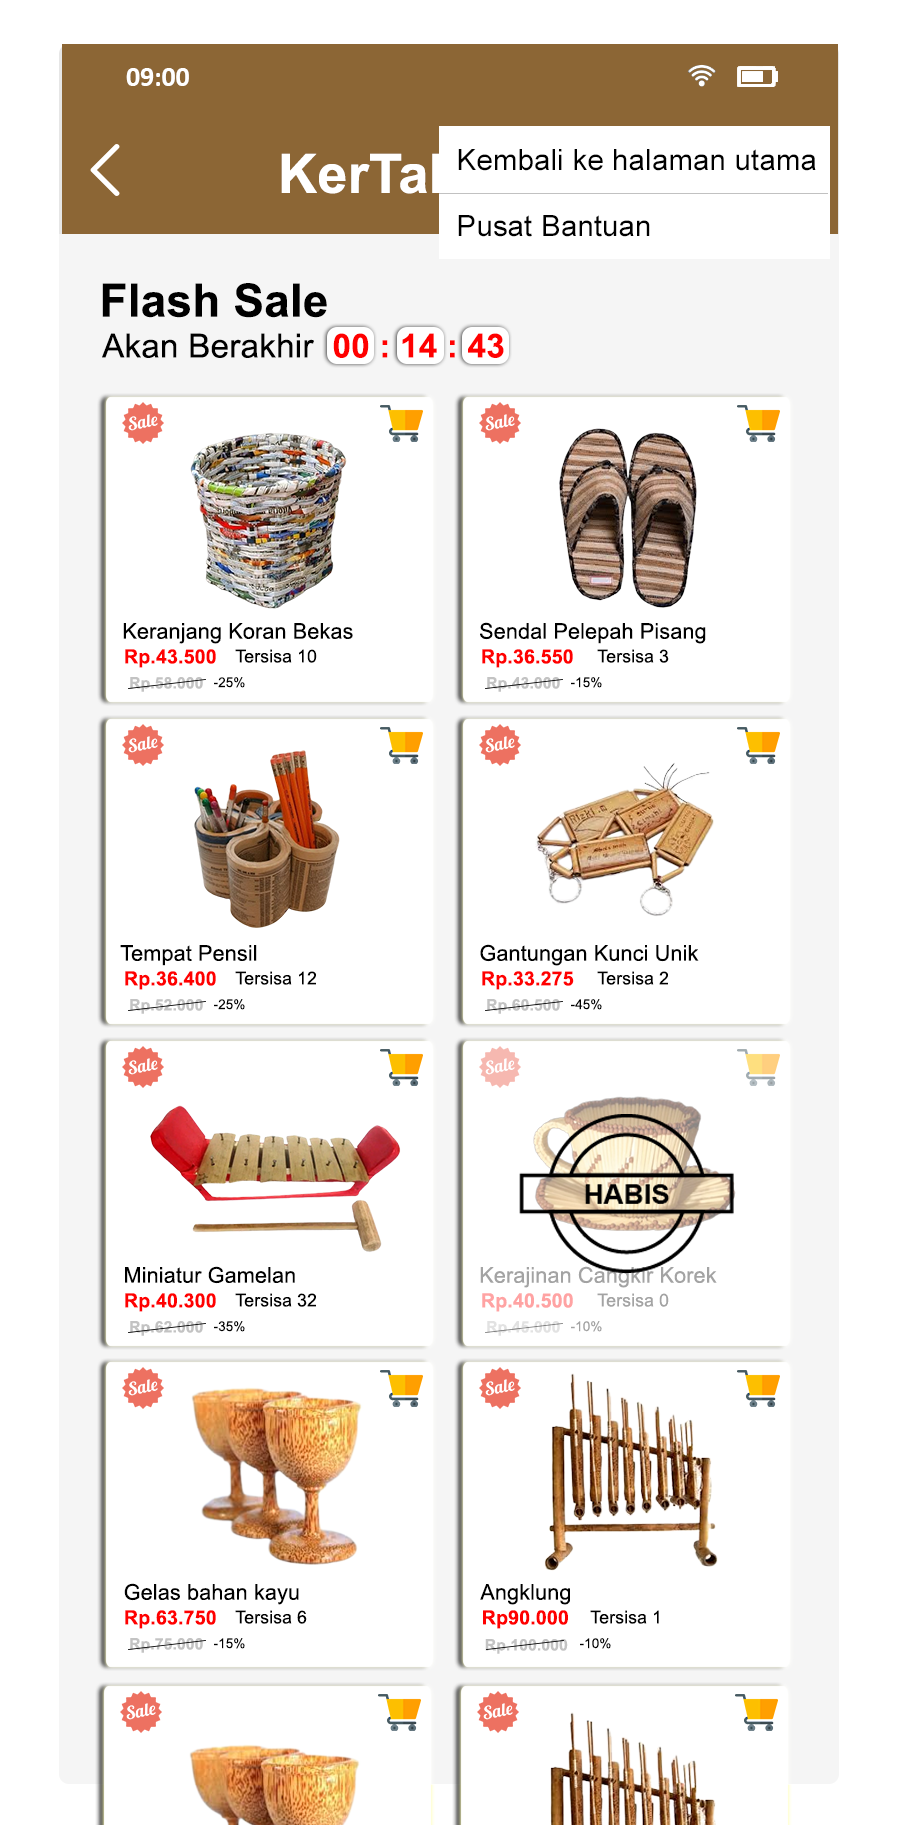 09:00
KerTa
Kembali ke halaman utama
Pusat Bantuan
Flash Sale
Akan Berakhir 00 : 14 : 43
Sale
Sale
Keranjang Koran Bekas
Rp.43.500 Tersisa 10
Rp.58.000 -25%
Sendal Pelepah Pisang
Rp.36.550 Tersisa 3
Rp.43.000 -15%
Sale
Sale
Tempat Pensil
Rp.36.400 Tersisa 12
Rp.52.000 -25%
Gantungan Kunci Unik
Rp.33.275 Tersisa 2
Rp.60.500 -45%
Sale
Sale
HABIS
Miniatur Gamelan
Rp.40.300 Tersisa 32
Rp.62.000 -35%
Kerajinan Cangkir Korek
Rp.40.500 Tersisa 0
Rp.45.000 -10%
Sale
Sale
Gelas bahan kayu
Rp.63.750 Tersisa 6
Rp.75.000 -15%
Angklung
Rp90.000 Tersisa 1
Rp.100.000 -10%
Sale
Sale